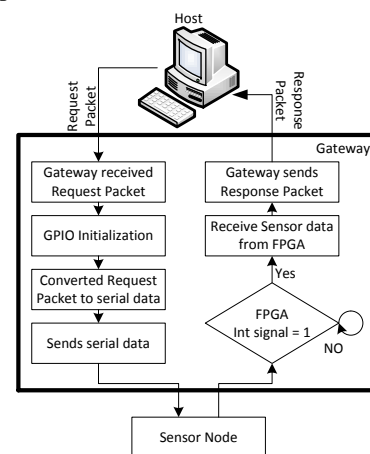 Host
Request
Packet
Response
Packet
Gateway
Gateway received
Request Packet
GPIO Initialization
Converted Request
Packet to serial data
Sends serial data
Gateway sends
Response Packet
Receive Sensor data
from FPGA
Yes
FPGA
Int signal = 1
NO
Sensor Node